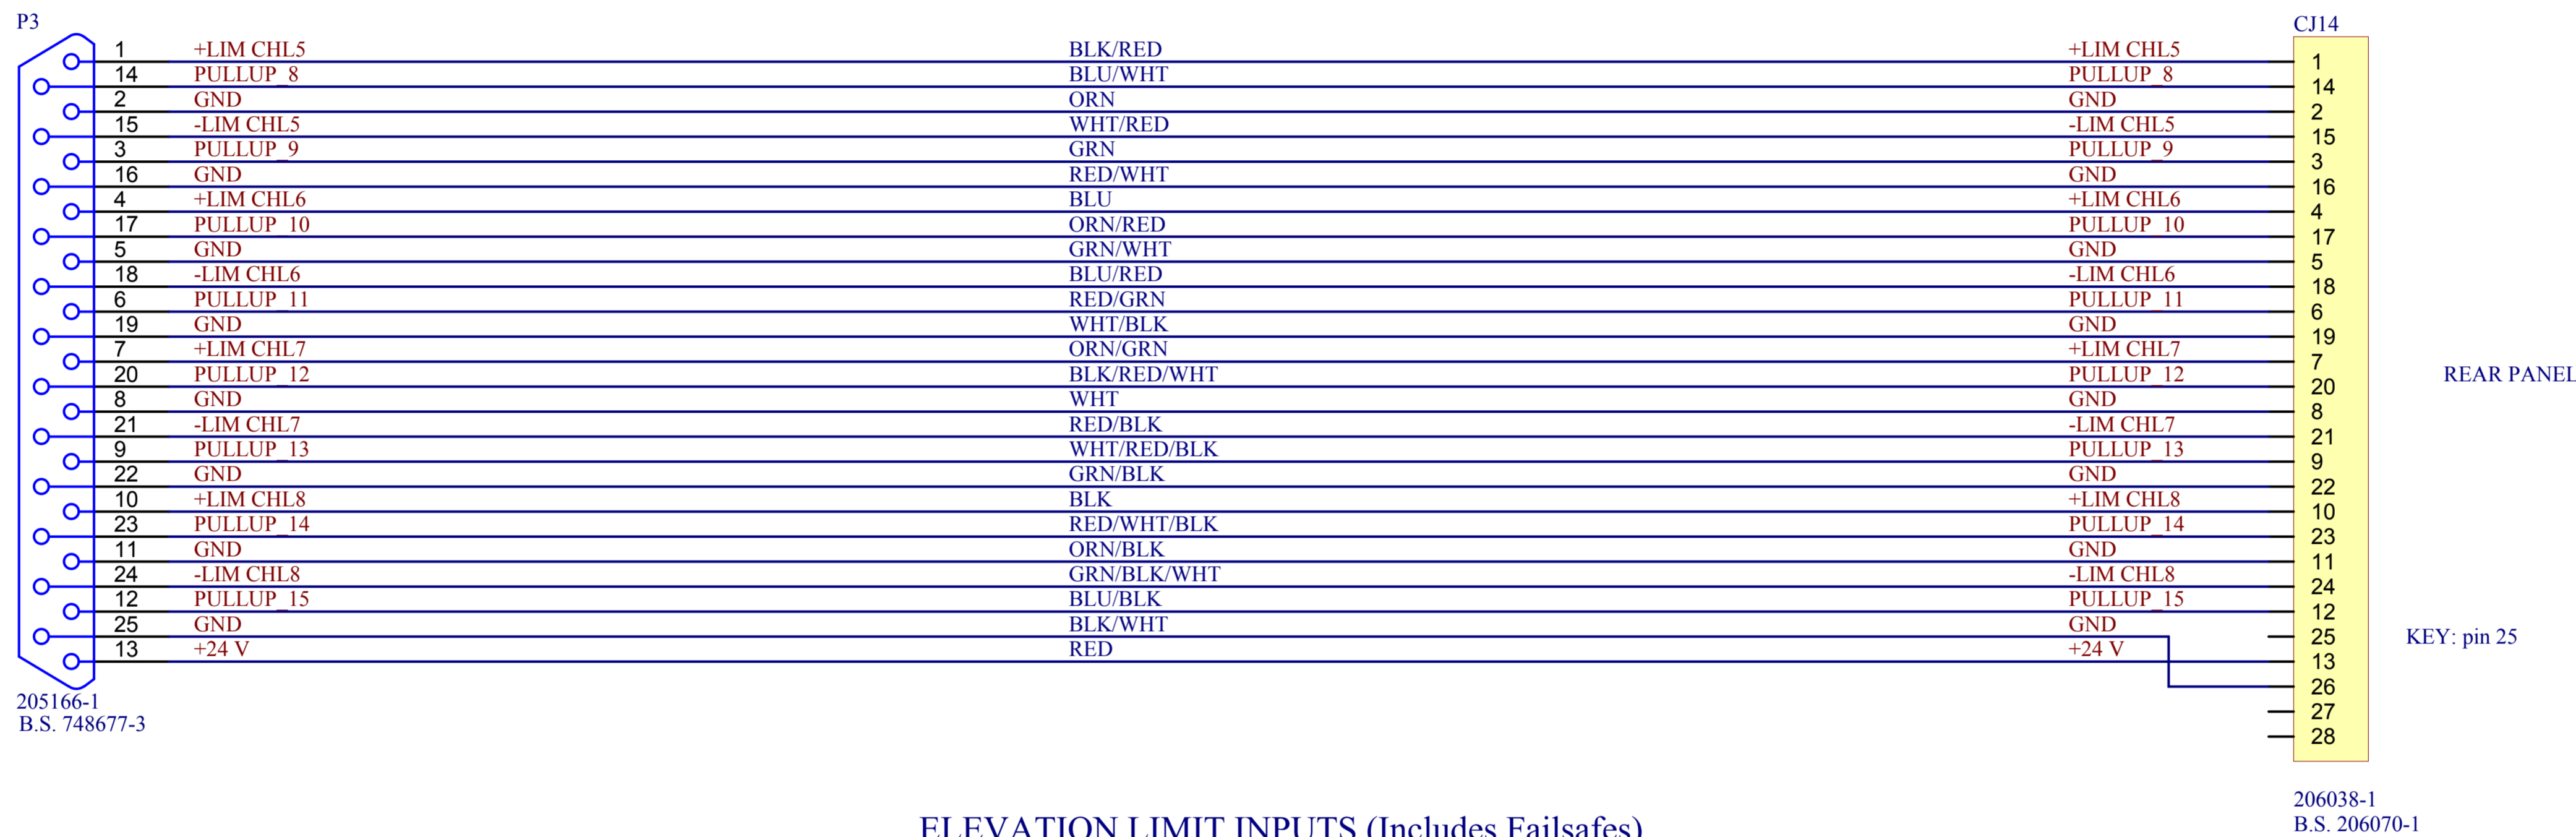 P3 CJ14
1 +LIM CHL5 BLK/RED +LIM CHL5 1
14 PULLUP_8 BLU/WHT PULLUP_8 14
2 GND ORN GND 2
15 -LIM CHL5 WHT/RED -LIM CHL5 15
3 PULLUP_9 GRN PULLUP_9 3
16 GND RED/WHT GND 16
4 +LIM CHL6 BLU +LIM CHL6 4
17 PULLUP_10 ORN/RED PULLUP_10 17
5 GND GRN/WHT GND 5
18 -LIM CHL6 BLU/RED -LIM CHL6 18
6 PULLUP_11 RED/GRN PULLUP_11 6
19 GND WHT/BLK GND 19
7 +LIM CHL7 ORN/GRN +LIM CHL7 7
20 PULLUP_12 BLK/RED/WHT PULLUP_12 20 REAR PANEL
8 GND WHT GND 8
21 -LIM CHL7 RED/BLK -LIM CHL7 21
9 PULLUP_13 WHT/RED/BLK PULLUP_13 9
22 GND GRN/BLK GND 22
10 +LIM CHL8 BLK +LIM CHL8 10
23 PULLUP_14 RED/WHT/BLK PULLUP_14 23
11 GND ORN/BLK GND 11
24 -LIM CHL8 GRN/BLK/WHT -LIM CHL8 24
12 PULLUP_15 BLU/BLK PULLUP_15 12
25 GND BLK/WHT GND 25 KEY: pin 25
13 +24 V RED +24 V 13
26
27
28
205166-1
B.S. 748677-3
206038-1
B.S. 206070-1
ELEVATION LIMIT INPUTS (Includes Failsafes)